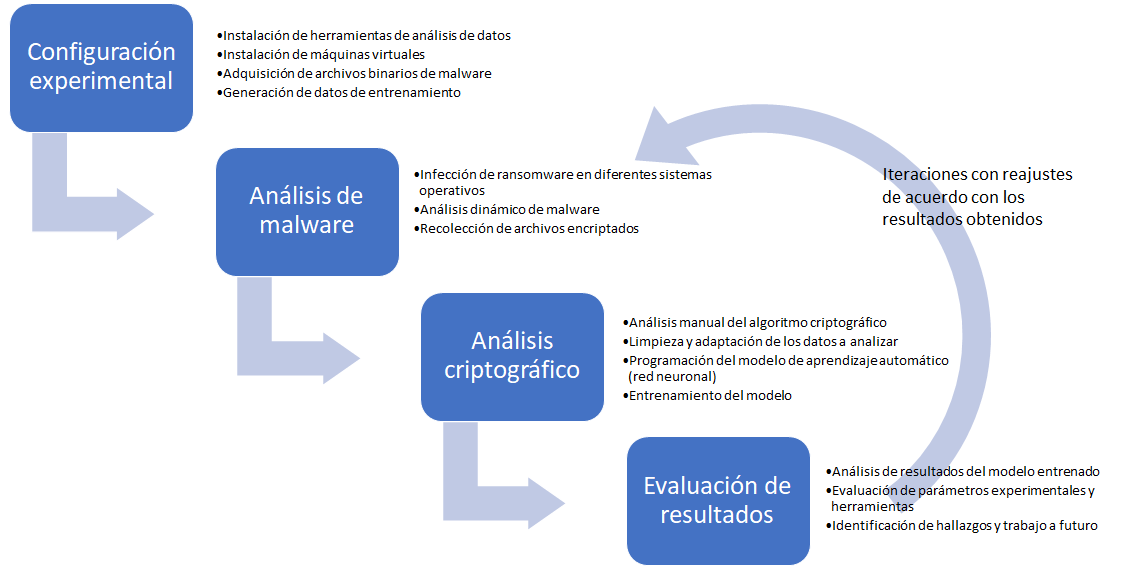 Configuración
experimental
•Instalación de herramientas de análisis de datos
•Instalación de máquinas virtuales
•Adquisición de archivos binarios de malware
•Generación de datos de entrenamiento
Análisis de
malware
•Infección de ransomware en diferentes sistemas
operativos
•Análisis dinámico de malware
•Recolección de archivos encriptados
Iteraciones con reajustes
de acuerdo con los
resultados obtenidos
Análisis
criptográfico
•Análisis manual del algoritmo criptográfico
•Limpieza y adaptación de los datos a analizar
•Programación del modelo de aprendizaje automático
(red neuronal)
•Entrenamiento del modelo
Evaluación de
resultados
•Análisis de resultados del modelo entrenado
•Evaluación de parámetros experimentales y
herramientas
•Identificación de hallazgos y trabajo a futuro